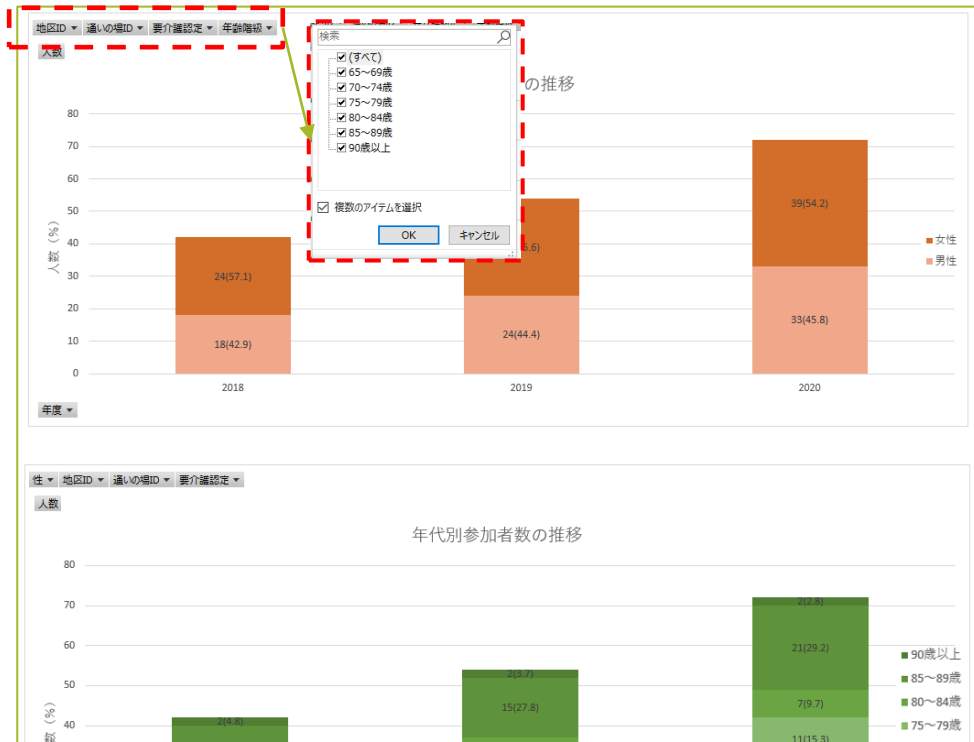 地区ID 通いの場ID 要介護認定 年齢階級
人数
検索
(すべて)
65～69歳
70～74歳
75～79歳
80～84歳
85～89歳
90歳以上
複数のアイテムを選択
OK キャンセル
の推移
80
70
60
50
40
30
20
10
0
人数(%)
24(57.1)
18(42.9)
5.6)
24(44.4)
39(54.2)
33(45.8)
女性
男性
2018 2019 2020
年度
性 地区ID 通いの場ID 要介護認定
人数
年代別参加者数の推移
80
70
60
50
40
数(%)
2(4.8)
2(3.7)
15(27.8)
2(2.8)
21(29.2)
7(9.7)
11(15.3)
90歳以上
85～89歳
80～84歳
75～79歳